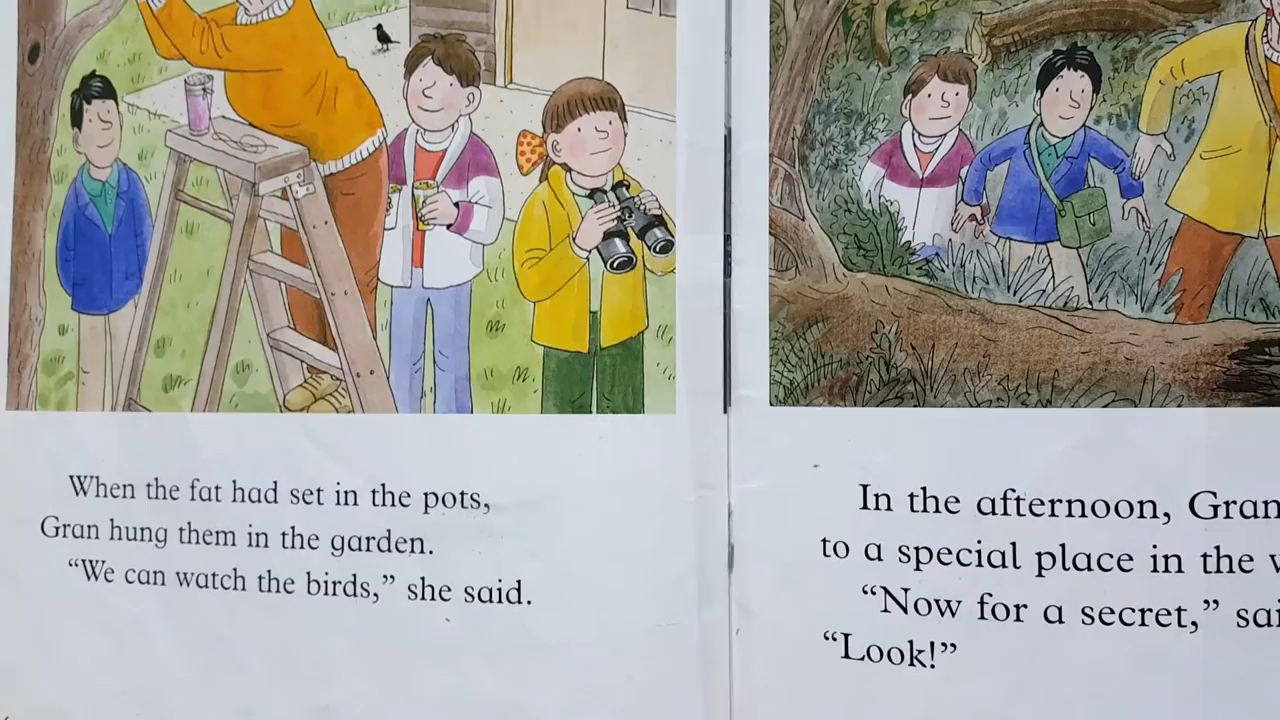 When the fat had set in the pots,
Gran hung them in the garden.
“We can watch the birds,” she said.
In the afternoon, Gran
to a special place in the
“Now for a secret,”
“Look!”